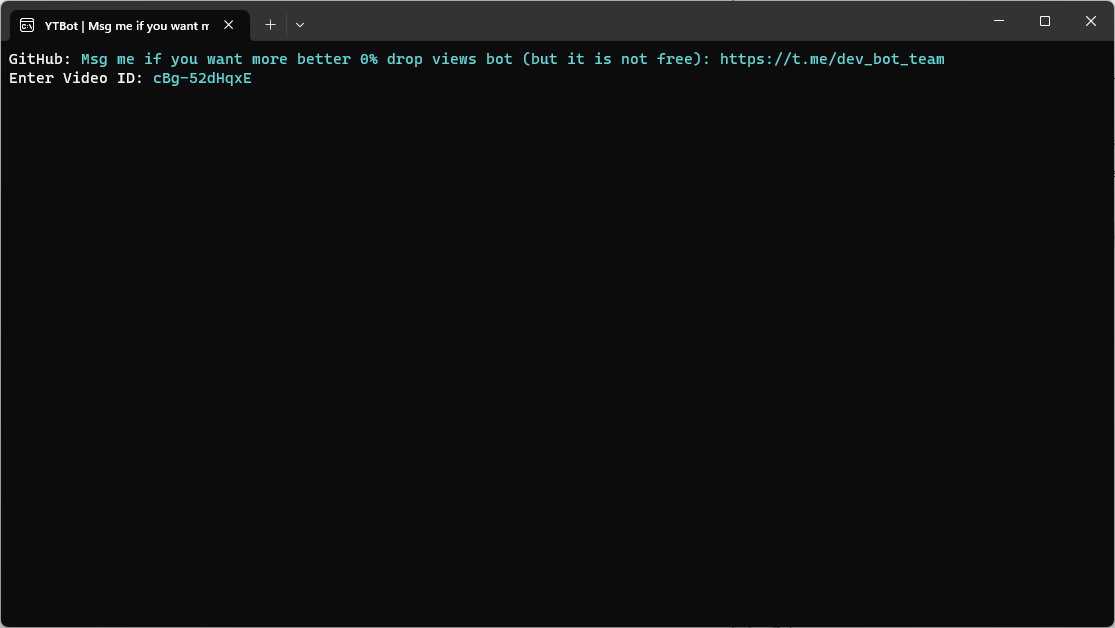 YTBot | Msg me if you want m
GitHub: Msg me if you want more better 0% drop views bot (but it is not free): https://t.me/dev_bot_team
Enter Video ID: cBg-52dHqxE